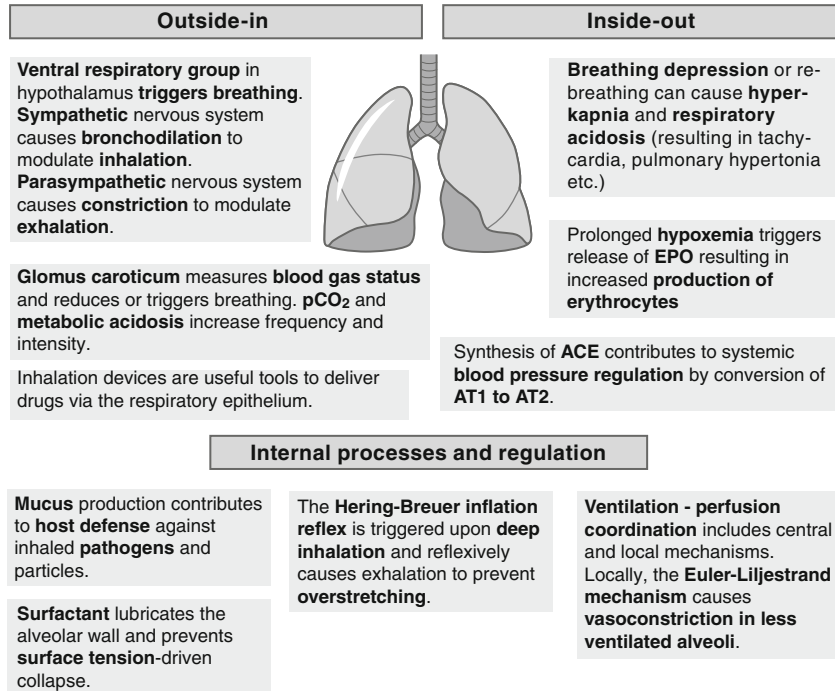 Outside-in
Ventral respiratory group in
hypothalamus triggers breathing.
Sympathetic nervous system
causes bronchodilation to
modulate inhalation.
Parasympathetic nervous system
causes constriction to modulate
exhalation.
Glomus caroticum measures blood gas status
and reduces or triggers breathing. pCO2 and
metabolic acidosis increase frequency and
intensity.
Inhalation devices are useful tools to deliver
drugs via the respiratory epithelium.
Inside-out
Breathing depression or re-
breathing can cause hyper-
kapnia and respiratory
acidosis (resulting in tachy-
cardia, pulmonary hypertonia
etc.)
Prolonged hypoxemia triggers
release of EPO resulting in
increased production of
erythrocytes
Synthesis of ACE contributes to systemic
blood pressure regulation by conversion of
AT1 to AT2.
Internal processes and regulation
Mucus production contributes
to host defense against
inhaled pathogens and
particles.
Surfactant lubricates the
alveolar wall and prevents
surface tension-driven
collapse.
The Hering-Breuer inflation
reflex is triggered upon deep
inhalation and reflexively
causes exhalation to prevent
overstretching.
Ventilation - perfusion
coordination includes central
and local mechanisms.
Locally, the Euler-Liljestrand
mechanism causes
vasoconstriction in less
ventilated alveoli.